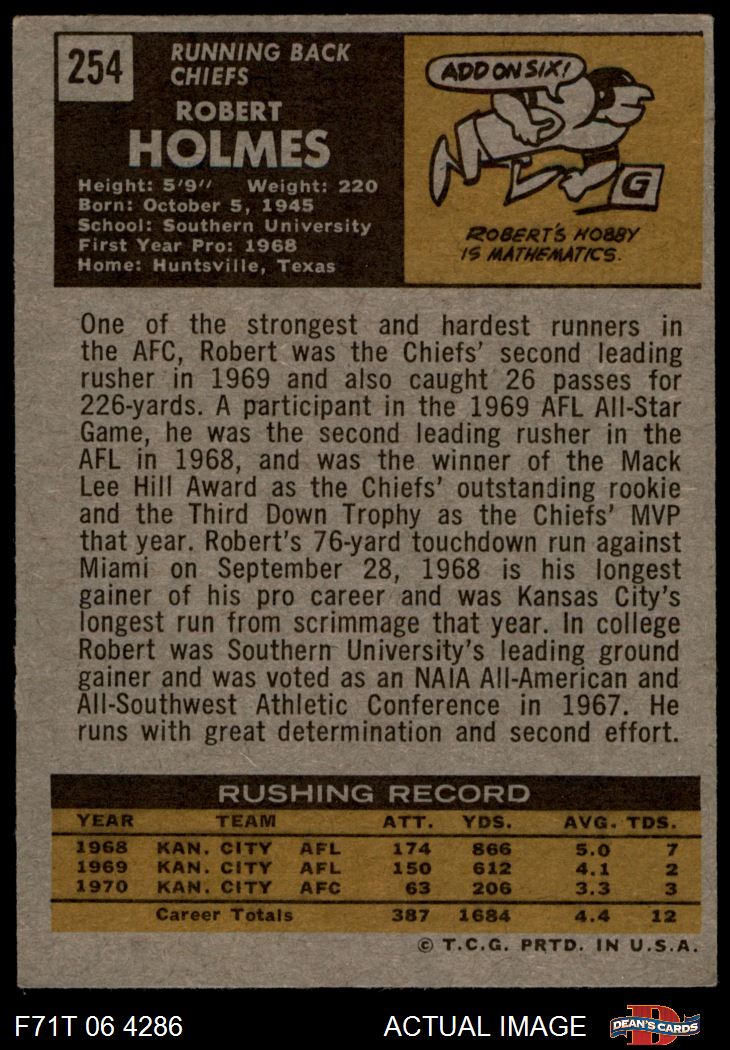 254
RUNNING BACK
CHIEFS
ROBERT
HOLMES
Height: 5'9" Weight: 220
Born: October 5, 1945
School: Southern University
First Year Pro: 1968
Home: Huntsville, Texas
ADD ON SIX!
G
ROBERT'S HOBBY
IS MATHEMATICS.
One of the strongest and hardest runners in
the AFC, Robert was the Chiefs' second leading
rusher in 1969 and also caught 26 passes for
226-yards. A participant in the 1969 AFL All-Star
Game, he was the second leading rusher in the
AFL in 1968, and was the winner of the Mack
Lee Hill Award as the Chiefs' outstanding rookie
and the Third Down Trophy as the Chiefs' MVP
that year. Robert's 76-yard touchdown run against
Miami on September 28, 1968 is his longest
gainer of his pro career and was Kansas City's
longest run from scrimmage that year. In college
Robert was Southern University's leading ground
gainer and was voted as an NAIA All-American and
All-Southwest Athletic Conference in 1967. He
runs with great determination and second effort.
RUSHING RECORD
YEAR TEAM ATT. YDS. AVG. TDS.
1968 KAN. CITY AFL 174 866 5.0 7
1969 KAN. CITY AFL 150 612 4.1 2
1970 KAN. CITY AFC 63 206 3.3 3
Career Totals 387 1684 4.4 12
© T.C.G. PRTD. IN U.S.A.
F71T 06 4286 ACTUAL IMAGE DEAN'S CARDS